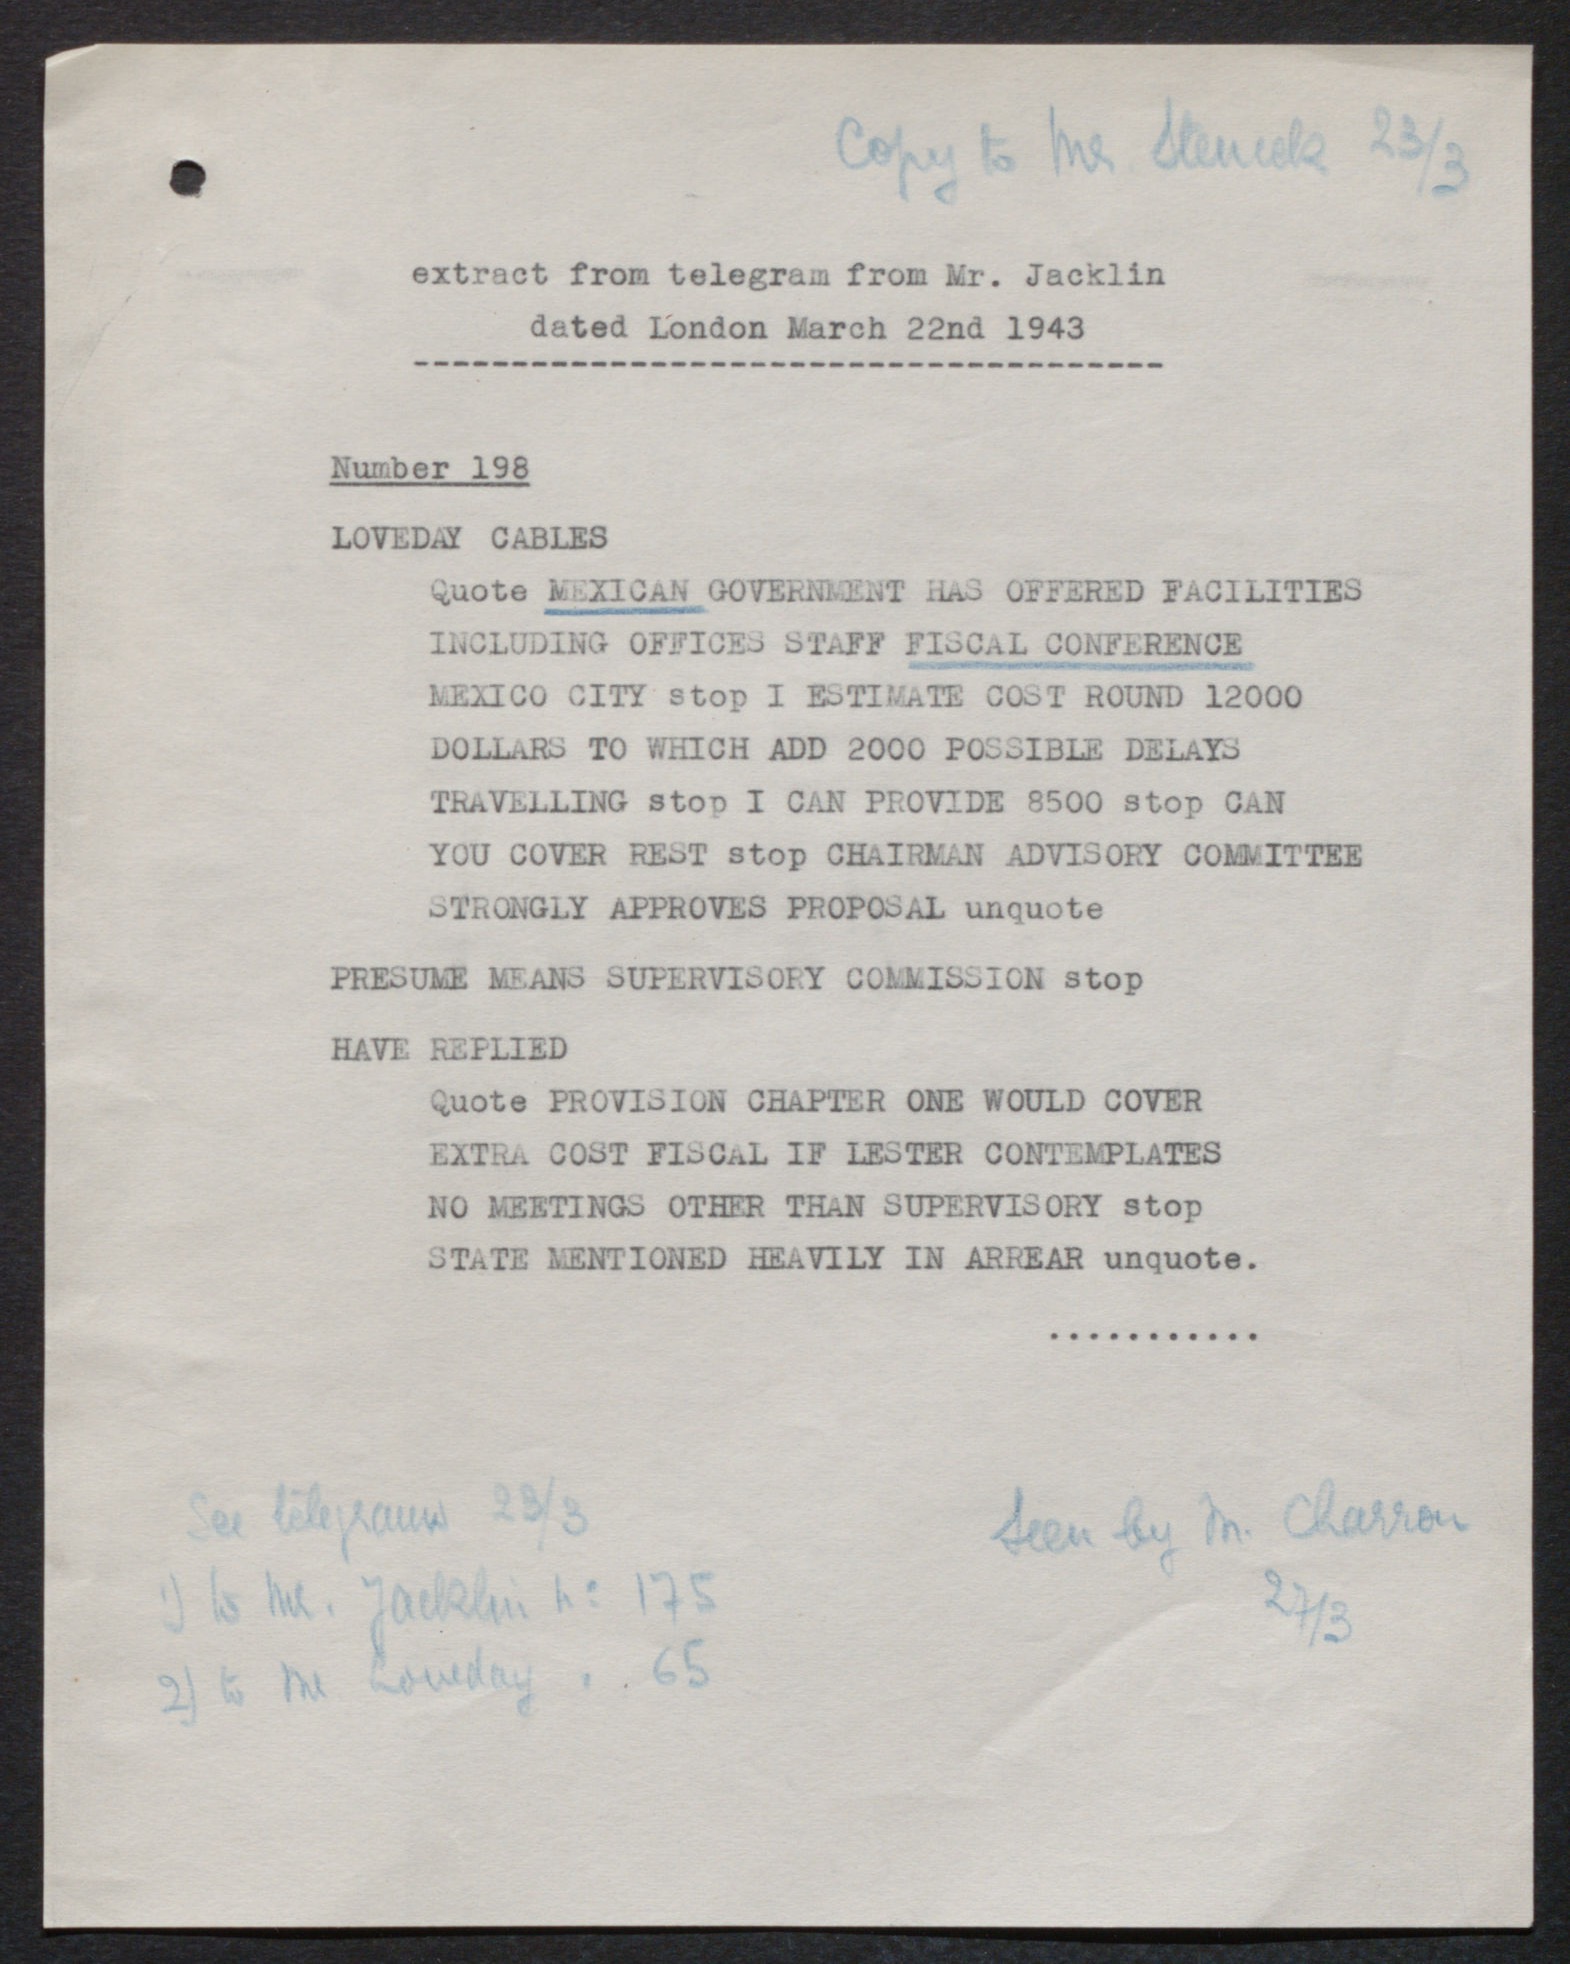 Copy to Mr. Stencek 23/3
extract from telegram from Mr. Jacklin
dated London March 22nd 1943
--------------------------------------
Number 198
LOVEDAY CABLES
Quote MEXICAN GOVERNMENT HAS OFFERED FACILITIES
INCLUDING OFFICES STAFF FISCAL CONFERENCE
MEXICO CITY stop I ESTIMATE COST ROUND 12000
DOLLARS TO WHICH ADD 2000 POSSIBLE DELAYS
TRAVELLING stop I CAN PROVIDE 8500 stop CAN
YOU COVER REST stop CHAIRMAN ADVISORY COMMITTEE
STRONGLY APPROVES PROPOSAL unquote
PRESUME MEANS SUPERVISORY COMMISSION stop
HAVE REPLIED
Quote PROVISION CHAPTER ONE WOULD COVER
EXTRA COST FISCAL IF LESTER CONTEMPLATES
NO MEETINGS OTHER THAN SUPERVISORY stop
STATE MENTIONED HEAVILY IN ARREAR unquote.
...........
See telegrams 23/3
1) to Mr. Jacklin n: 175
2) to Mr Loveday " 65
Seen by M. Charron
27/3